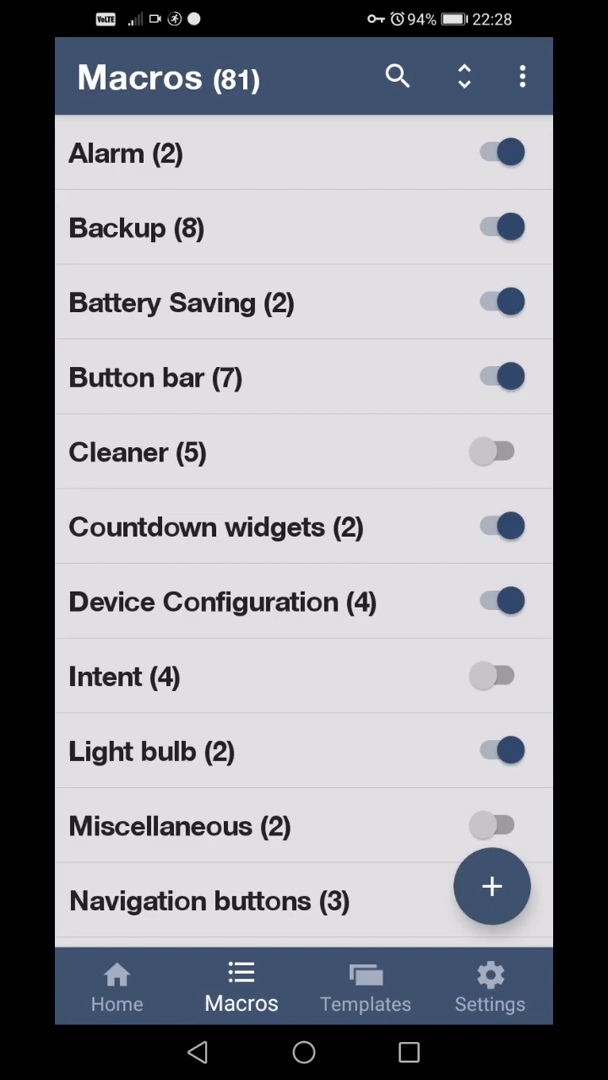 VoLTE 94% 22:28
Macros (81)
Alarm (2)
Backup (8)
Battery Saving (2)
Button bar (7)
Cleaner (5)
Countdown widgets (2)
Device Configuration (4)
Intent (4)
Light bulb (2)
Miscellaneous (2)
Navigation buttons (3)
Home Macros Templates Settings